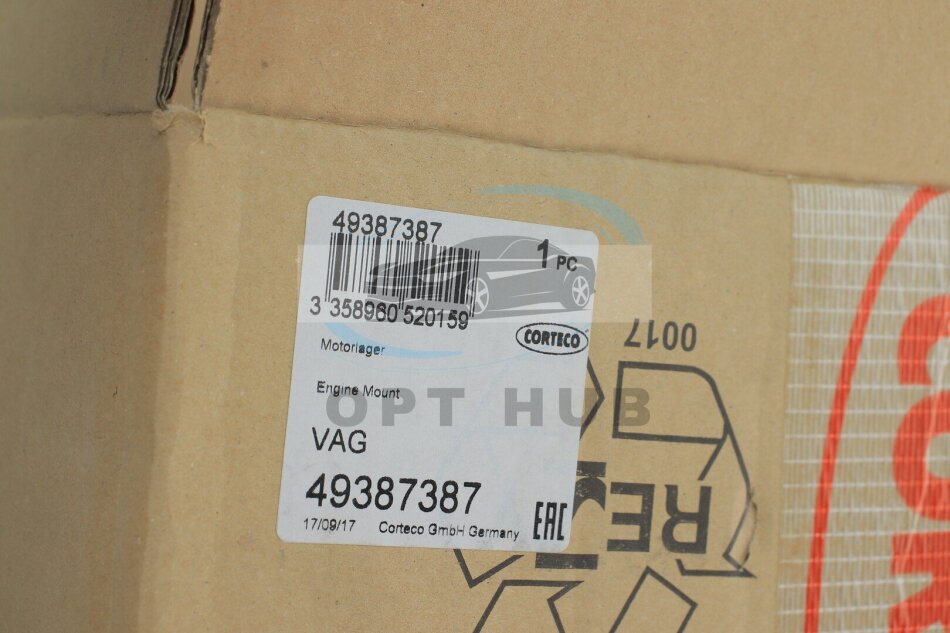 49387387
1 PC
3 358960 520159
CORTECO
Motorlager
Engine Mount
OPT HUB
VAG
49387387
17/09/17 Corteco GmbH Germany
EAC
0017